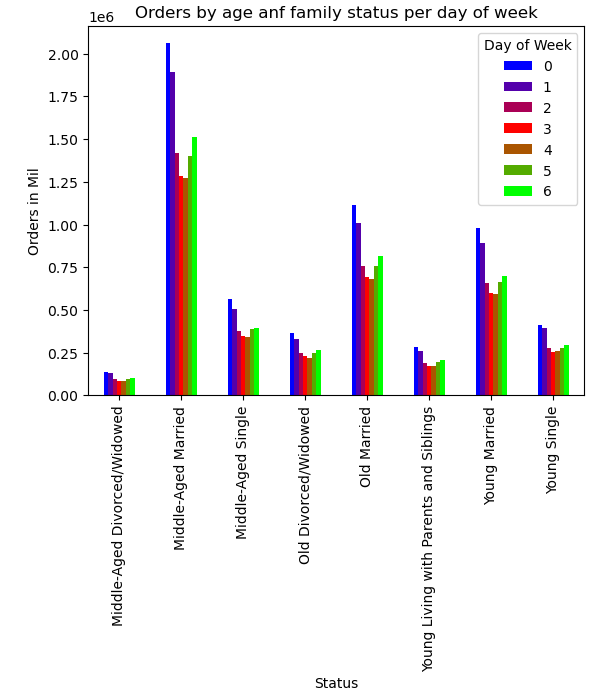 Orders by age anf family status per day of week
1e6
Day of Week
0
1
2
3
4
5
6
2.00
1.75
1.50
1.25
1.00
0.75
0.50
0.25
0.00
Orders in Mil
Middle-Aged Divorced/Widowed
Middle-Aged Married
Middle-Aged Single
Old Divorced/Widowed
Old Married
Young Living with Parents and Siblings
Young Married
Young Single
Status